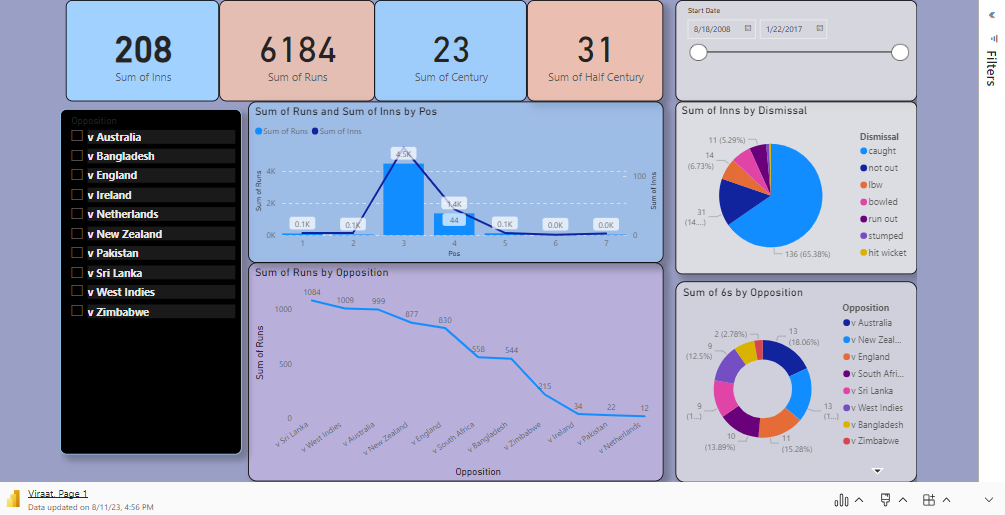 208
Sum of Inns
6184
Sum of Runs
23
Sum of Century
31
Sum of Half Century
Start Date
8/18/2008
1/22/2017
Filters
Opposition
v Australia
v Bangladesh
v England
v Ireland
v Netherlands
v New Zealand
v Pakistan
v Sri Lanka
v West Indies
v Zimbabwe
Sum of Runs and Sum of Inns by Pos
Sum of Runs Sum of Inns
Sum of Runs
4K
2K
0K
0.1K
0.1K
4.5K
1.4K
44
0.1K
0.0K
0.0K
100
0
Sum of Inns
1 2 3 4 5 6 7
Pos
Sum of Runs by Opposition
Sum of Runs
1000
500
0
1084
1009
999
877
830
558
544
215
34
22
12
v Sri Lanka
v West Indies
v Australia
v New Zealand
v England
v South Africa
v Bangladesh
v Zimbabwe
v Ireland
v Pakistan
v Netherlands
Opposition
Sum of Inns by Dismissal
11 (5.29%)
14
(6.73%)
31
(14....)
136 (65.38%)
Dismissal
caught
not out
lbw
bowled
run out
stumped
hit wicket
Sum of 6s by Opposition
2 (2.78%)
13
(18.06%)
9
(12.5%)
9
(1...)
10
(13.89%)
11
(15.28%)
13
(1...)
Opposition
v Australia
v New Zeal...
v England
v South Afri...
v Sri Lanka
v West Indies
v Bangladesh
v Zimbabwe
Viraat, Page 1
Data updated on 8/11/23, 4:56 PM